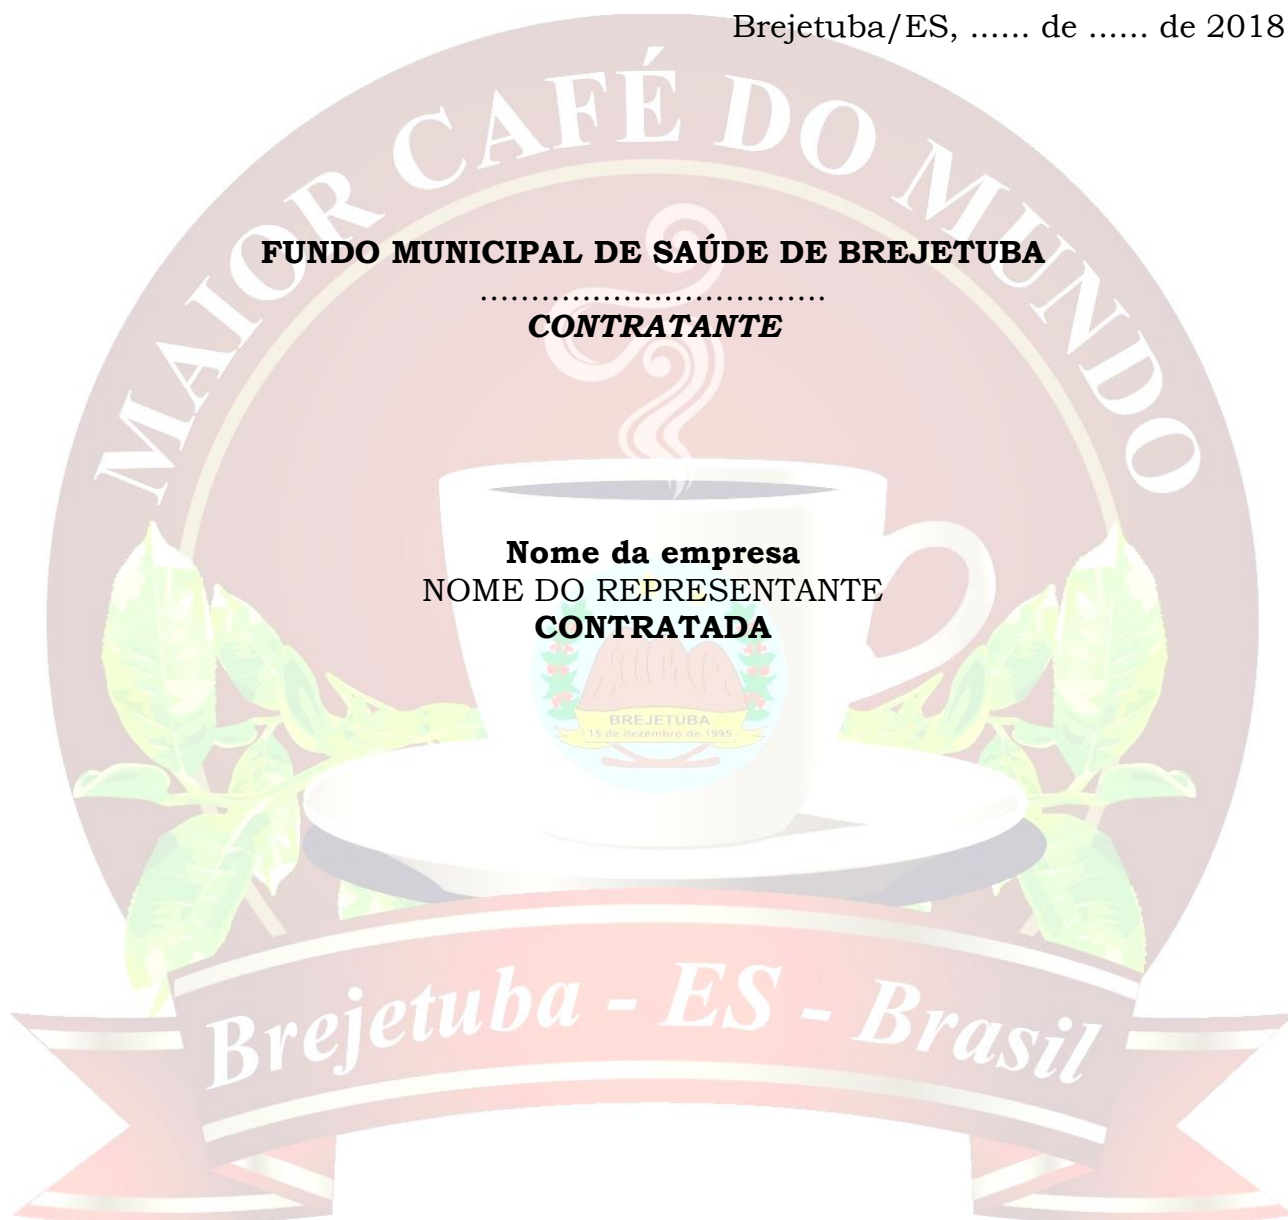 Brejetuba/ES, ...... de ...... de 2018
MAIOR CAFÉ DO MUNDO
FUNDO MUNICIPAL DE SAÚDE DE BREJETUBA
..................................
CONTRATANTE
Nome da empresa
NOME DO REPRESENTANTE
CONTRATADA
BREJETUBA
15 de dezembro de 1995
Brejetuba - ES - Brasil